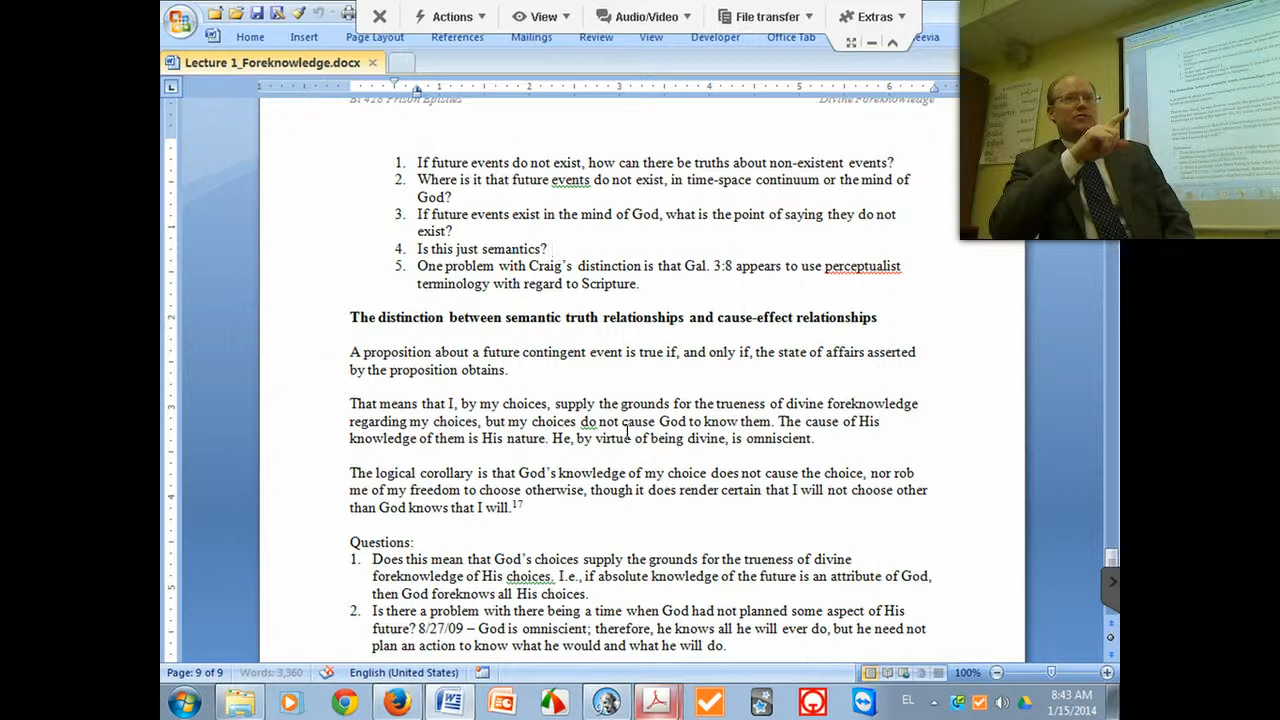 Actions
View
Audio/Video
File transfer
Extras
Home
Insert
Page Layout
References
Mailings
Review
View
Developer
Office Tab
eevia
Lecture 1_Foreknowledge.docx
1 1 2 3 4 5 6
BI 428 Prison Epistles Divine Foreknowledge
1. If future events do not exist, how can there be truths about non-existent events?
2. Where is it that future events do not exist, in time-space continuum or the mind of
God?
3. If future events exist in the mind of God, what is the point of saying they do not
exist?
4. Is this just semantics?
5. One problem with Craig's distinction is that Gal. 3:8 appears to use perceptualist
terminology with regard to Scripture.
The distinction between semantic truth relationships and cause-effect relationships
A proposition about a future contingent event is true if, and only if, the state of affairs asserted
by the proposition obtains.
That means that I, by my choices, supply the grounds for the trueness of divine foreknowledge
regarding my choices, but my choices do not cause God to know them. The cause of His
knowledge of them is His nature. He, by virtue of being divine, is omniscient.
The logical corollary is that God's knowledge of my choice does not cause the choice, nor rob
me of my freedom to choose otherwise, though it does render certain that I will not choose other
than God knows that I will.17
Questions:
1. Does this mean that God's choices supply the grounds for the trueness of divine
foreknowledge of His choices. I.e., if absolute knowledge of the future is an attribute of God,
then God foreknows all His choices.
2. Is there a problem with there being a time when God had not planned some aspect of His
future? 8/27/09 – God is omniscient; therefore, he knows all he will ever do, but he need not
plan an action to know what he would and what he will do.
Page: 9 of 9
Words: 3,360
English (United States)
100%
EL
8:43 AM
1/15/2014